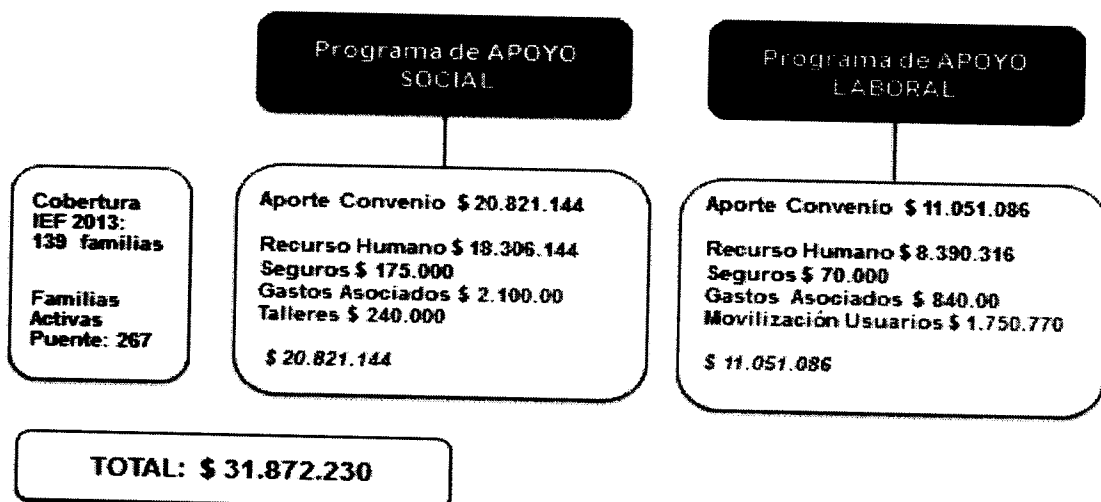 Programa de APOYO
SOCIAL
Programa de APOYO
LABORAL
Cobertura
IEF 2013:
139 familias
Familias
Activas
Puente: 267
Aporte Convenio $ 20.821.144
Recurso Humano $ 18.306.144
Seguros $ 175.000
Gastos Asociados $ 2.100.00
Talleres $ 240.000
$ 20.821.144
Aporte Convenio $ 11.051.086
Recurso Humano $ 8.390.316
Seguros $ 70.000
Gastos Asociados $ 840.00
Movilización Usuarios $ 1.750.770
$ 11.051.086
TOTAL: $ 31.872.230